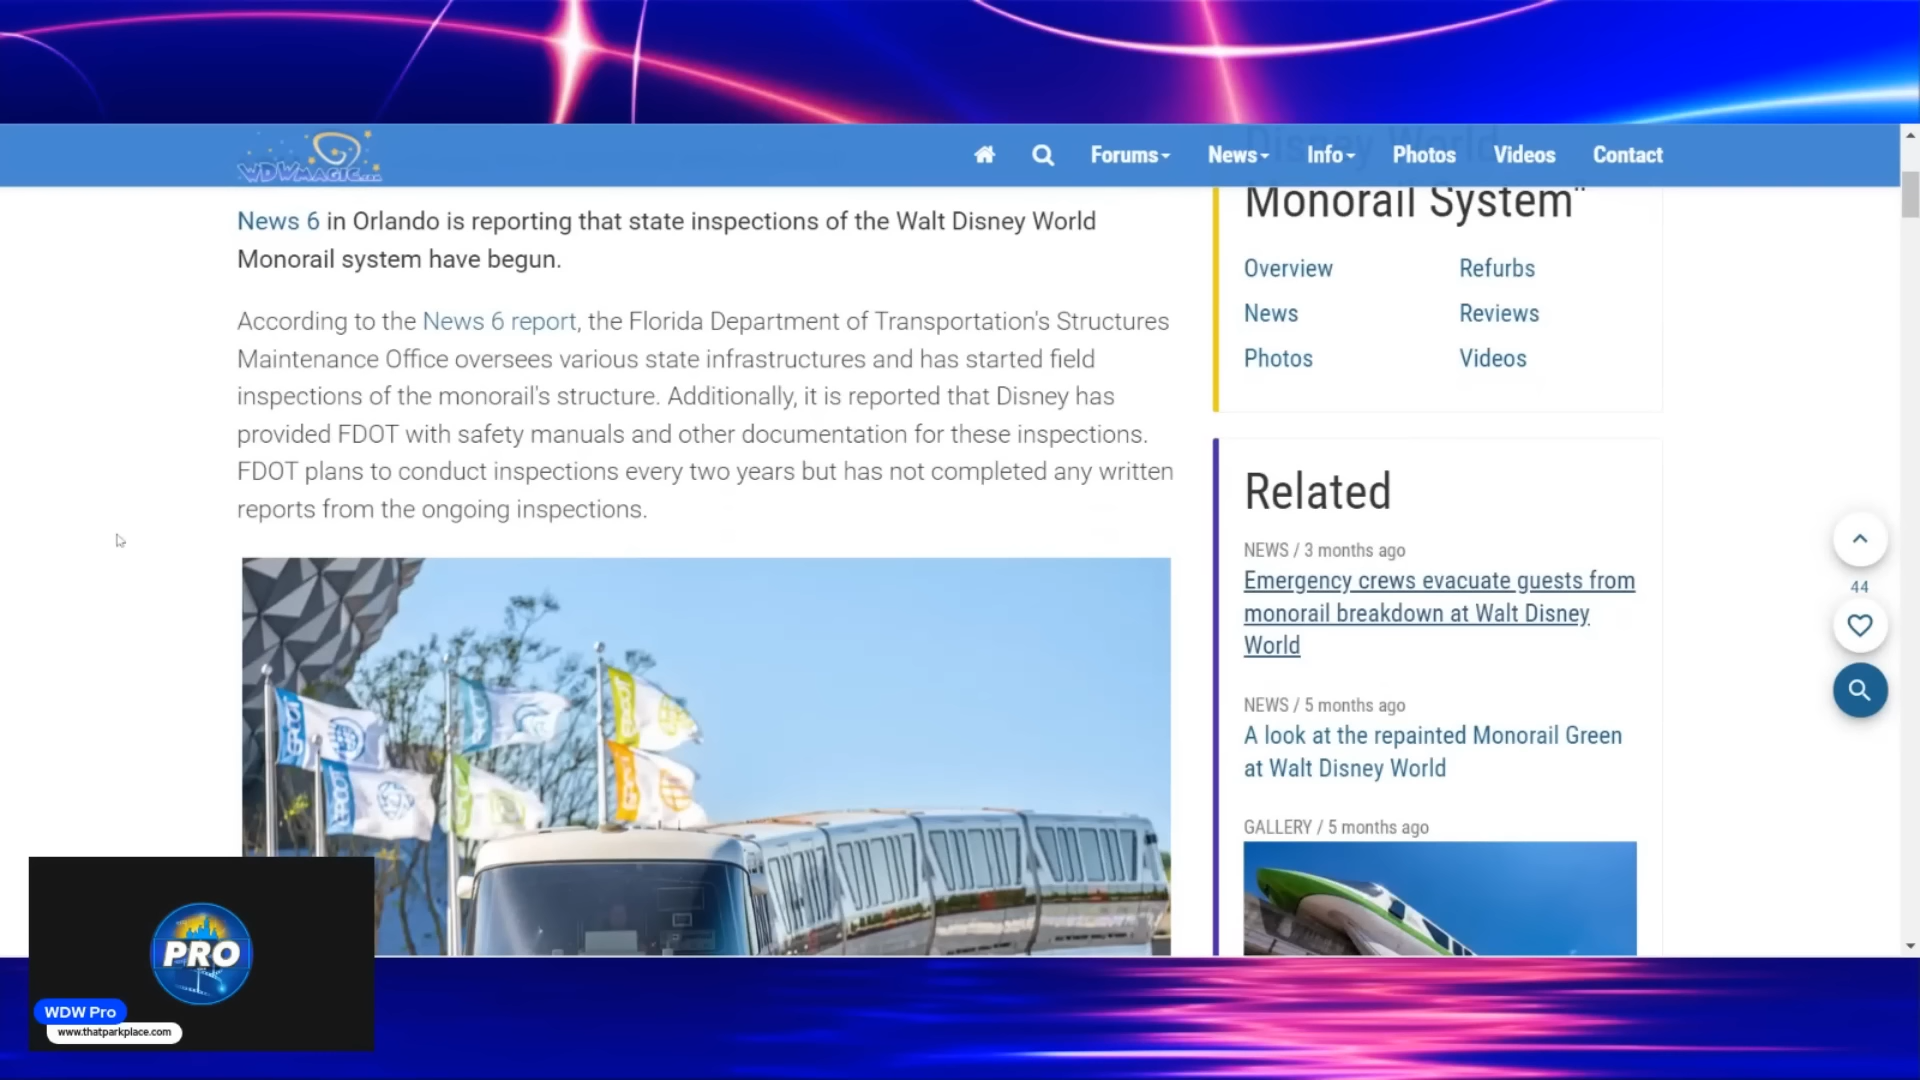 WDWMAGIC.COM
Forums
News
Info
Photos
Videos
Contact
News 6 in Orlando is reporting that state inspections of the Walt Disney World
Monorail system have begun.
According to the News 6 report, the Florida Department of Transportation's Structures
Maintenance Office oversees various state infrastructures and has started field
inspections of the monorail's structure. Additionally, it is reported that Disney has
provided FDOT with safety manuals and other documentation for these inspections.
FDOT plans to conduct inspections every two years but has not completed any written
reports from the ongoing inspections.
epcot
epcot
epcot
Disney World
Monorail System"
Overview
Refurbs
News
Reviews
Photos
Videos
Related
NEWS / 3 months ago
Emergency crews evacuate guests from
monorail breakdown at Walt Disney
World
NEWS / 5 months ago
A look at the repainted Monorail Green
at Walt Disney World
GALLERY / 5 months ago
44
PRO
WDW Pro
www.thatparkplace.com